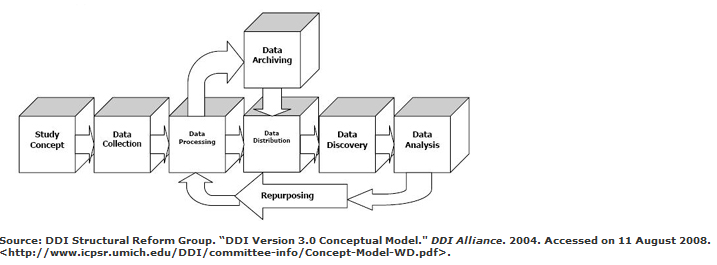 Data
Archiving
Study
Concept
Data
Collection
Data
Processing
Data
Distribution
Data
Discovery
Data
Analysis
Repurposing
Source: DDI Structural Reform Group. "DDI Version 3.0 Conceptual Model." DDI Alliance. 2004. Accessed on 11 August 2008.
<http://www.icpsr.umich.edu/DDI/committee-info/Concept-Model-WD.pdf>.